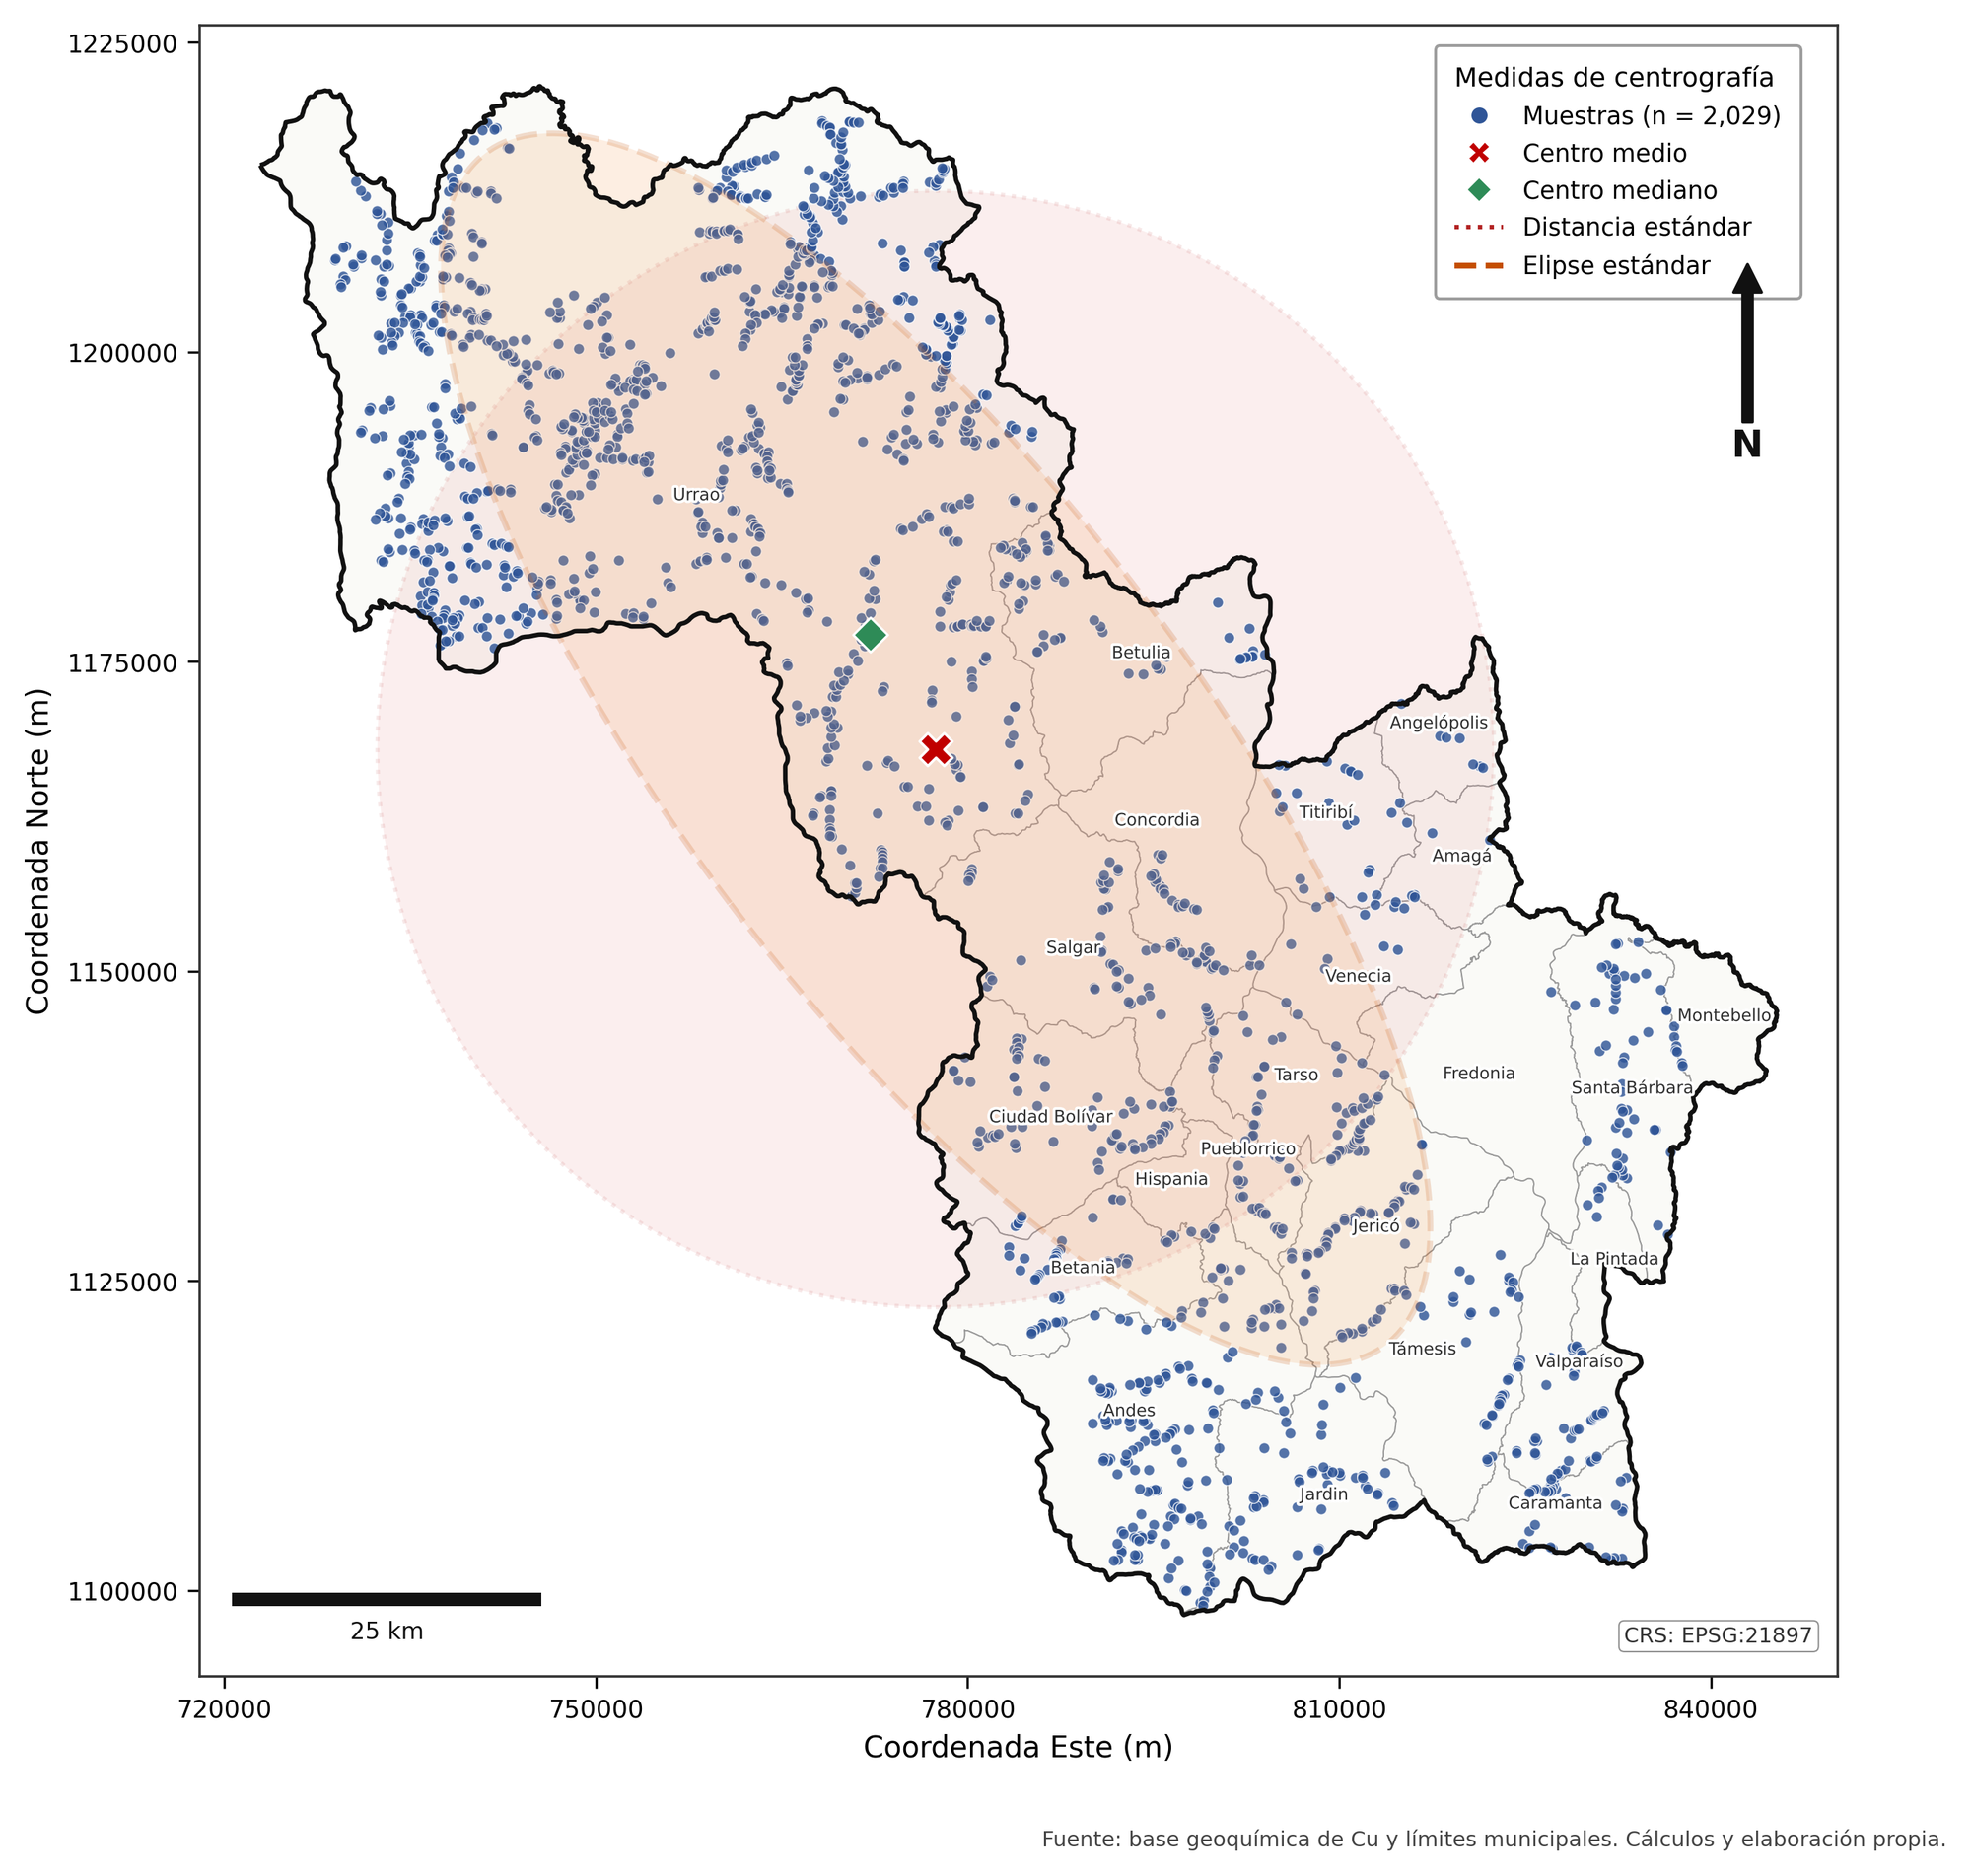 1225000
1200000
1175000
1150000
1125000
1100000
Coordenada Norte (m)
Medidas de centrografía
Muestras (n = 2,029)
Centro medio
Centro mediano
Distancia estándar
Elipse estándar
N
Urrao
Betulia
Angelópolis
Titiribí
Concordia
Amagá
Salgar
Venecia
Montebello
Fredonia
Tarso
Santa Bárbara
Ciudad Bolívar
Pueblorrico
Hispania
Jericó
La Pintada
Betania
Támesis
Valparaíso
Andes
Jardin
Caramanta
25 km
CRS: EPSG:21897
720000
750000
780000
810000
840000
Coordenada Este (m)
Fuente: base geoquímica de Cu y límites municipales. Cálculos y elaboración propia.